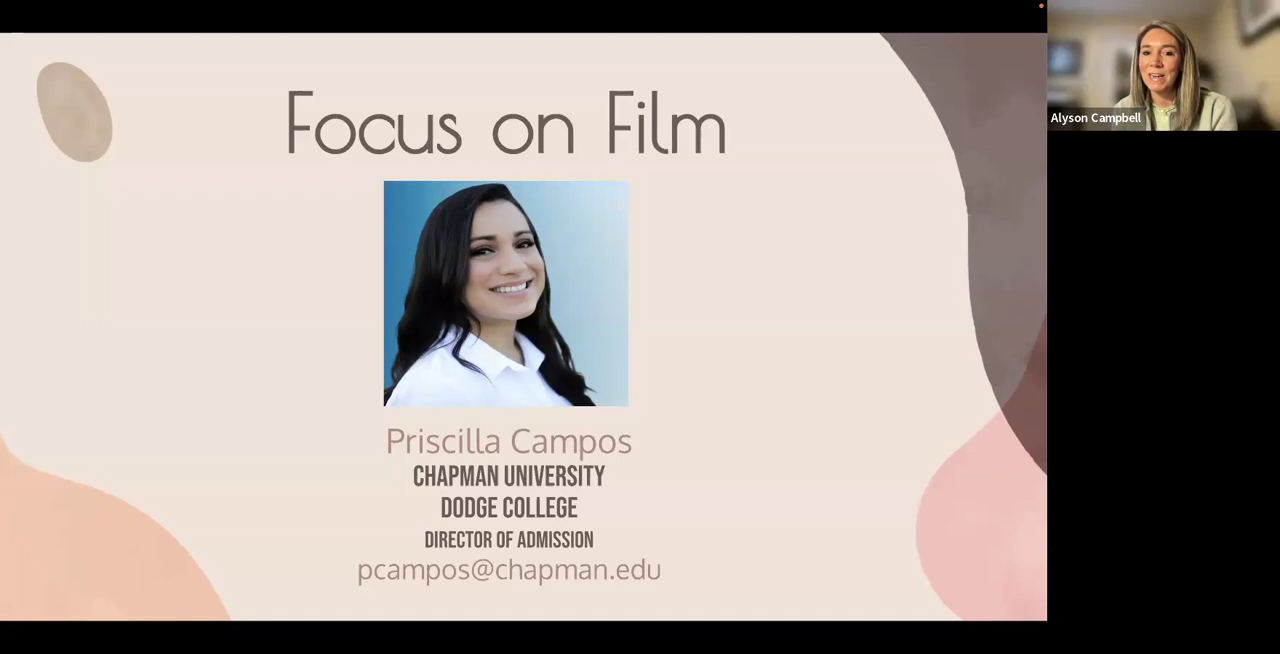 Focus on Film
Alyson Campbell
Priscilla Campos
CHAPMAN UNIVERSITY
DODGE COLLEGE
DIRECTOR OF ADMISSION
pcampos@chapman.edu